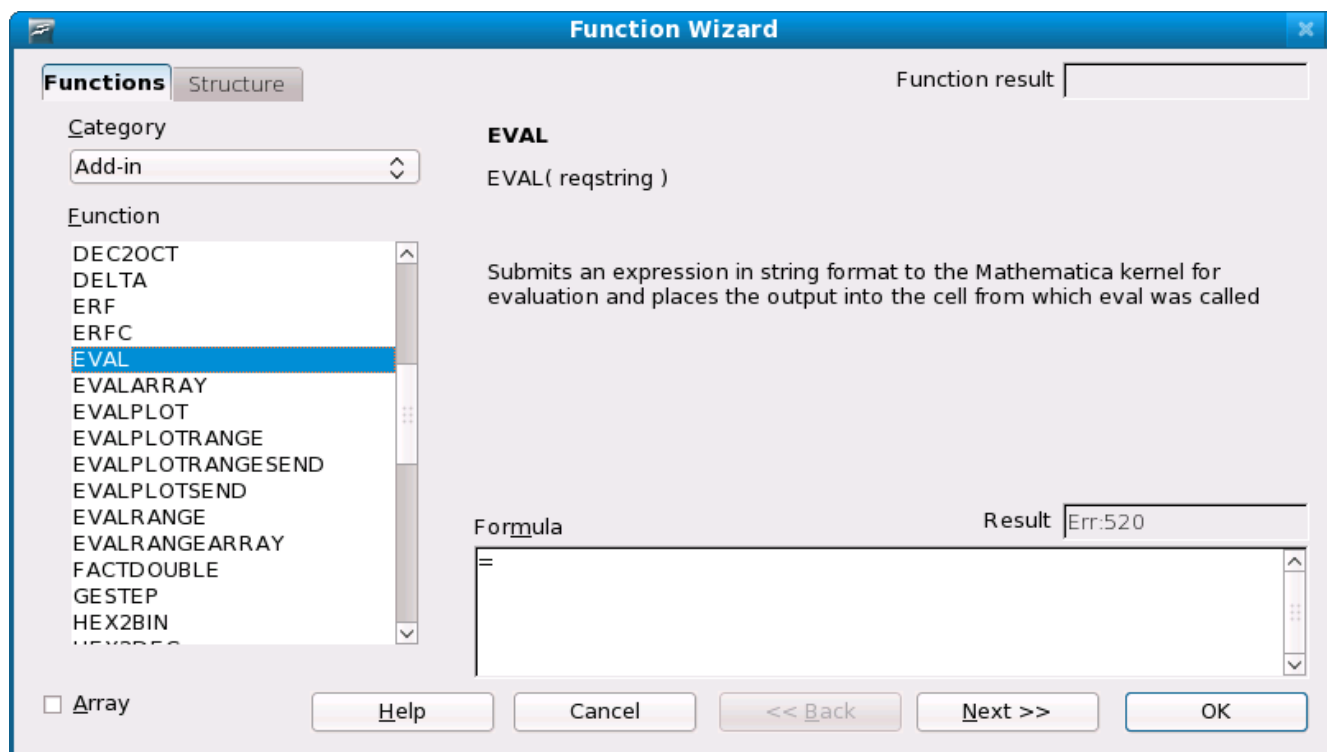 Function Wizard
Functions
Structure
Function result
Category
Add-in
Function
DEC2OCT
DELTA
ERF
ERFC
EVAL
EVALARRAY
EVALPLOT
EVALPLOTRANGE
EVALPLOTRANGESEND
EVALPLOTSEND
EVALRANGE
EVALRANGEARRAY
FACTDOUBLE
GESTEP
HEX2BIN
HEX2DEC
EVAL
EVAL( reqstring )
Submits an expression in string format to the Mathematica kernel for
evaluation and places the output into the cell from which eval was called
Formula
Result
Err:520
=
Array
Help
Cancel
<< Back
Next >>
OK